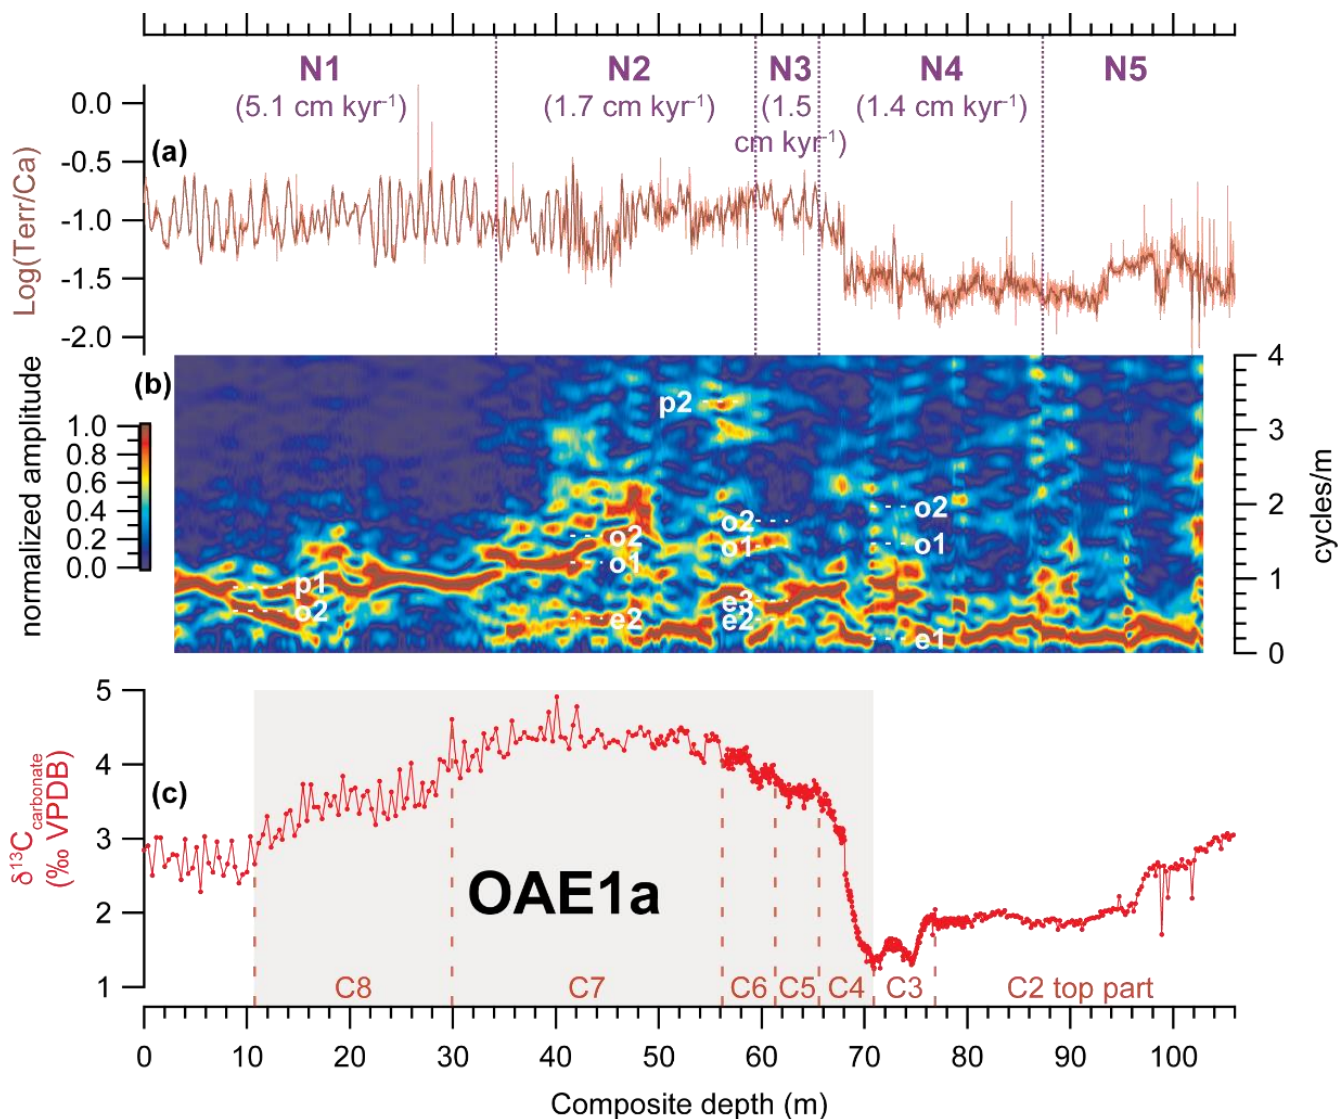 N1 N2 N3 N4 N5
(5.1 cm kyr⁻¹) (1.7 cm kyr⁻¹) (1.5 cm kyr⁻¹) (1.4 cm kyr⁻¹)
(a)
Log(Terr/Ca)
0.0
-0.5
-1.0
-1.5
-2.0
(b)
normalized amplitude
1.0
0.8
0.6
0.4
0.2
0.0
p1
o2
p2
o2
o1
e2
o2
o1
e3
e2
o2
o1
e1
4
3
2
1
0
cycles/m
(c)
δ¹³C carbonate
(‰ VPDB)
5
4
3
2
1
OAE1a
C8 C7 C6 C5 C4 C3 C2 top part
0 10 20 30 40 50 60 70 80 90 100
Composite depth (m)